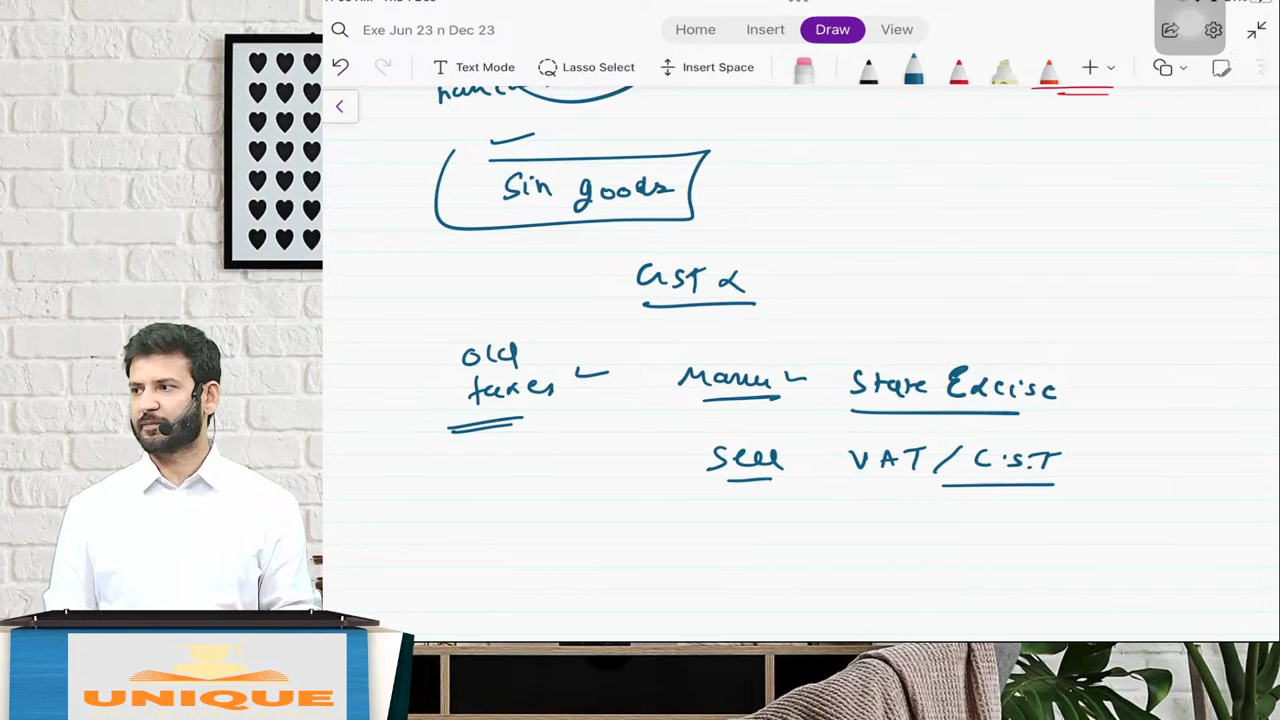 Exe Jun 23 n Dec 23
Home Insert Draw View
Text Mode Lasso Select Insert Space
Sin goods
GST
old taxes Manu State Excise
Sell VAT / C.S.T
UNIQUE